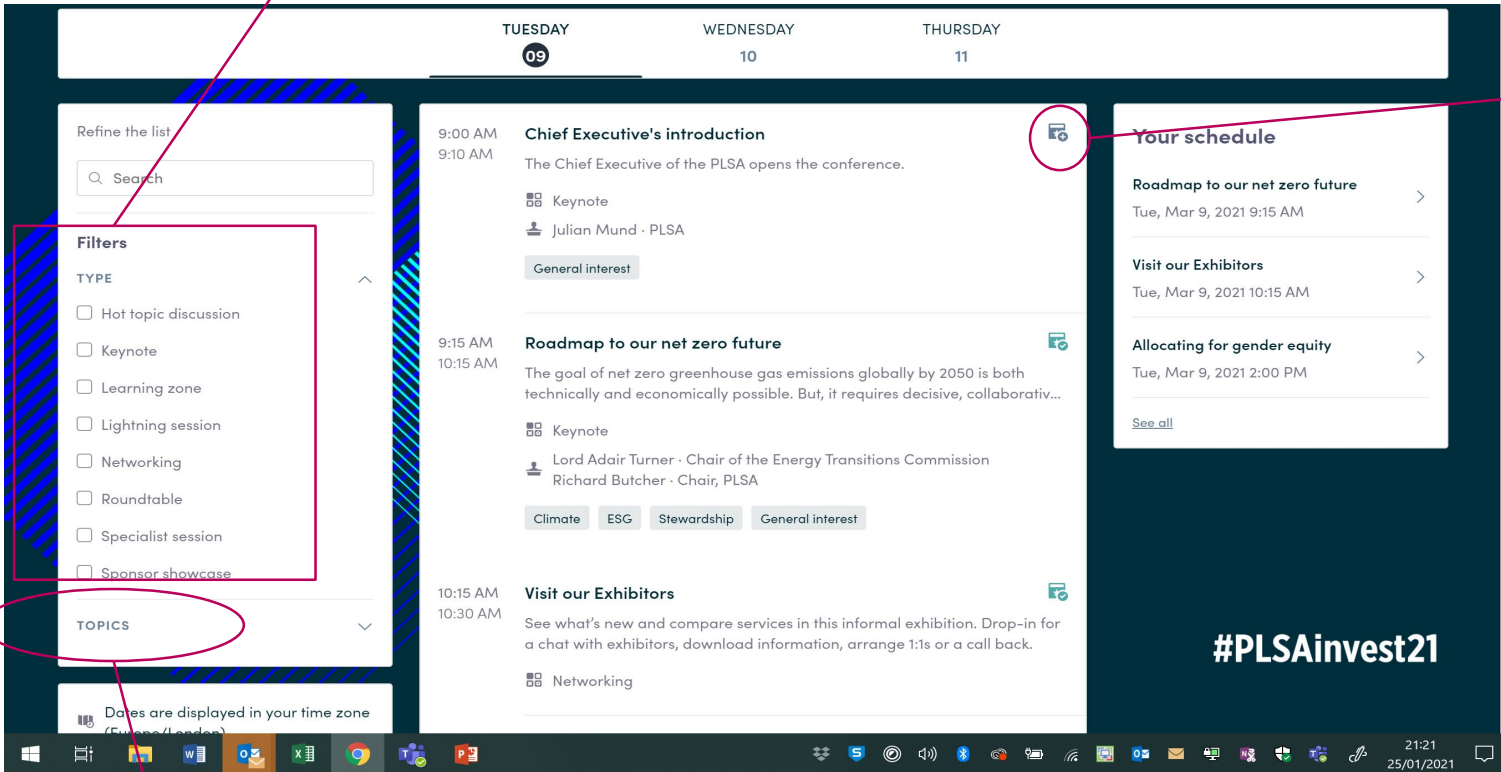 TUESDAY
09
WEDNESDAY
10
THURSDAY
11
Refine the list
Search
Filters
TYPE
Hot topic discussion
Keynote
Learning zone
Lightning session
Networking
Roundtable
Specialist session
Sponsor showcase
TOPICS
Dates are displayed in your time zone
(Europe/London)
9:00 AM
9:10 AM
Chief Executive's introduction
The Chief Executive of the PLSA opens the conference.
Keynote
Julian Mund · PLSA
General interest
9:15 AM
10:15 AM
Roadmap to our net zero future
The goal of net zero greenhouse gas emissions globally by 2050 is both
technically and economically possible. But, it requires decisive, collaborativ...
Keynote
Lord Adair Turner · Chair of the Energy Transitions Commission
Richard Butcher · Chair, PLSA
Climate ESG Stewardship General interest
10:15 AM
10:30 AM
Visit our Exhibitors
See what's new and compare services in this informal exhibition. Drop-in for
a chat with exhibitors, download information, arrange 1:1s or a call back.
Networking
Your schedule
Roadmap to our net zero future
Tue, Mar 9, 2021 9:15 AM
Visit our Exhibitors
Tue, Mar 9, 2021 10:15 AM
Allocating for gender equity
Tue, Mar 9, 2021 2:00 PM
See all
#PLSAinvest21
21:21
25/01/2021